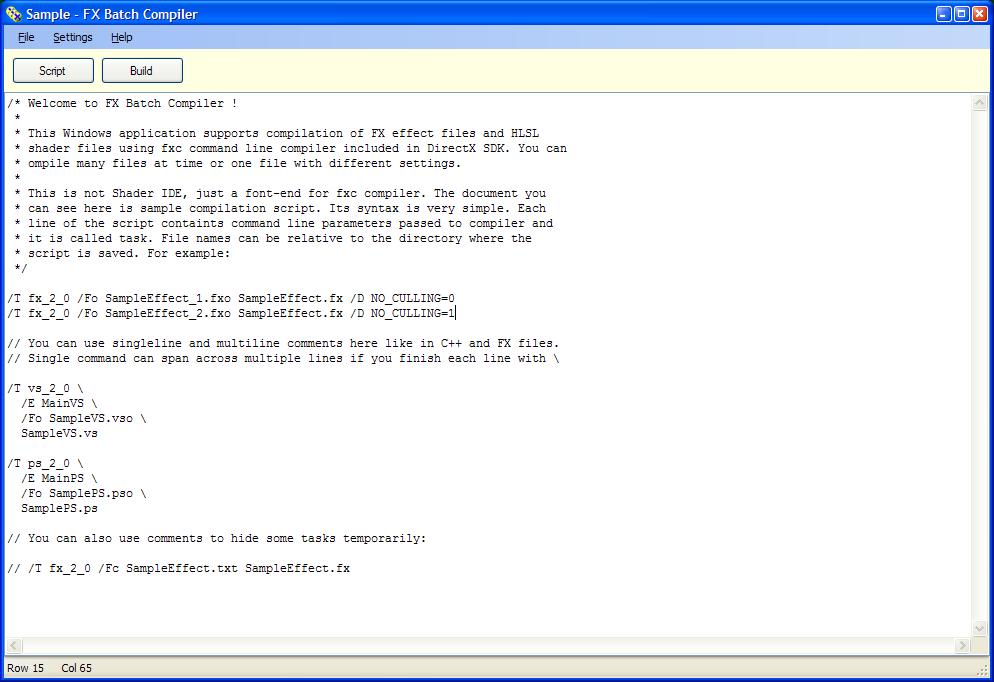 Sample - FX Batch Compiler
File Settings Help
Script Build
/* Welcome to FX Batch Compiler !
*
* This Windows application supports compilation of FX effect files and HLSL
* shader files using fxc command line compiler included in DirectX SDK. You can
* ompile many files at time or one file with different settings.
*
* This is not Shader IDE, just a font-end for fxc compiler. The document you
* can see here is sample compilation script. Its syntax is very simple. Each
* line of the script containts command line parameters passed to compiler and
* it is called task. File names can be relative to the directory where the
* script is saved. For example:
*/
/T fx_2_0 /Fo SampleEffect_1.fxo SampleEffect.fx /D NO_CULLING=0
/T fx_2_0 /Fo SampleEffect_2.fxo SampleEffect.fx /D NO_CULLING=1
// You can use singleline and multiline comments here like in C++ and FX files.
// Single command can span across multiple lines if you finish each line with \
/T vs_2_0 \
/E MainVS \
/Fo SampleVS.vso \
SampleVS.vs
/T ps_2_0 \
/E MainPS \
/Fo SamplePS.pso \
SamplePS.ps
// You can also use comments to hide some tasks temporarily:
// /T fx_2_0 /Fc SampleEffect.txt SampleEffect.fx
Row 15 Col 65